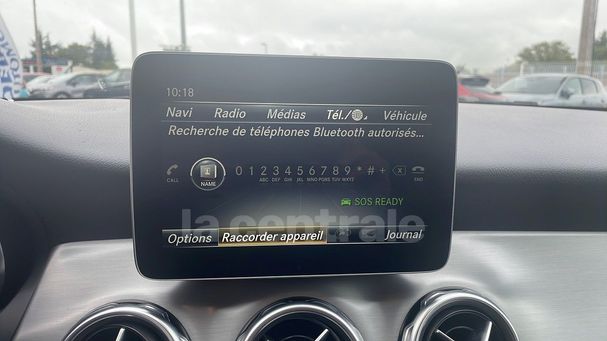 10:18
Navi Radio Médias Tél./ Véhicule
Recherche de téléphones Bluetooth autorisés...
0 1 2 3 4 5 6 7 8 9 * # +
ABC DEF GHI JKL MNO PQRS TUV WXYZ
CALL NAME END
SOS READY
la centrale
Options Raccorder appareil Journal